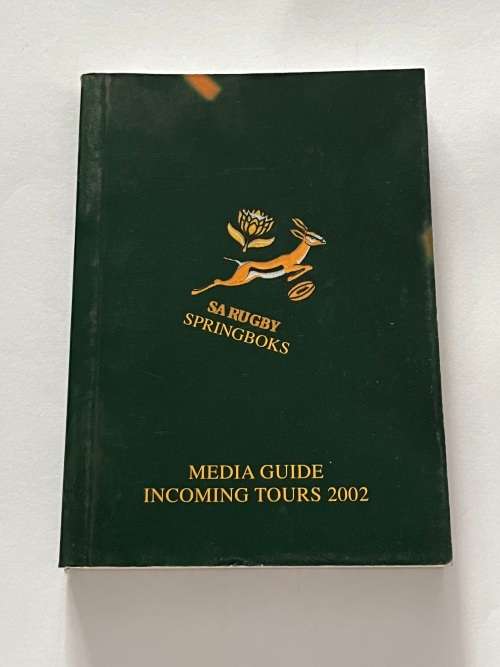 SA RUGBY
SPRINGBOKS
MEDIA GUIDE
INCOMING TOURS 2002